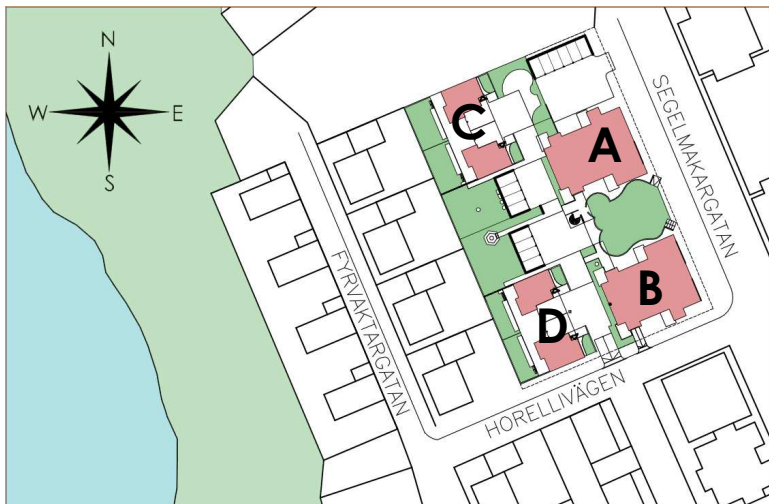 N
W E
S
C
A
B
D
SEGELMAKARGATAN
FYRVAKTARGATAN
HORELLIVÄGEN